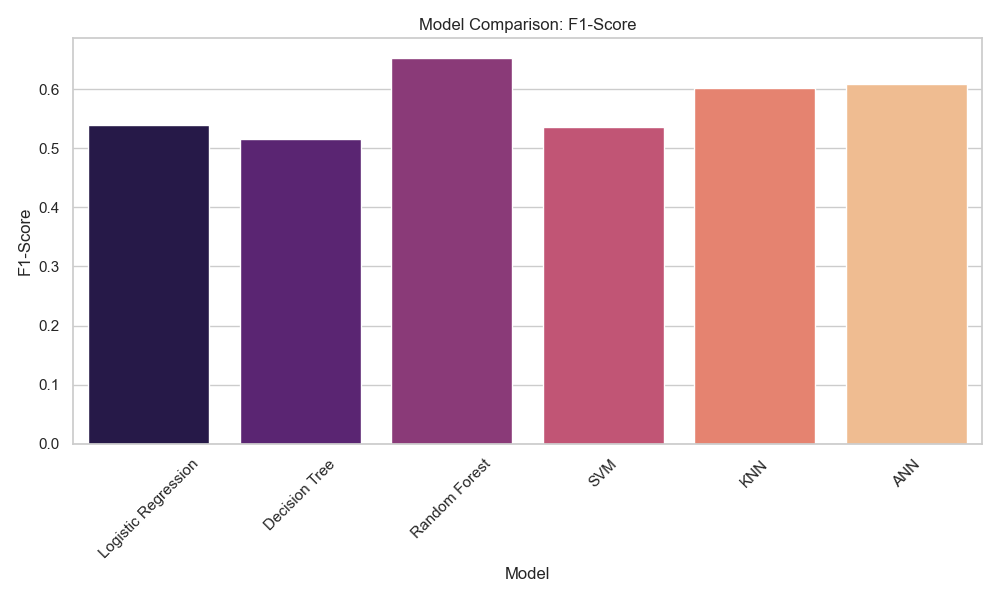 Model Comparison: F1-Score
F1-Score
0.6
0.5
0.4
0.3
0.2
0.1
0.0
Logistic Regression
Decision Tree
Random Forest
SVM
KNN
ANN
Model